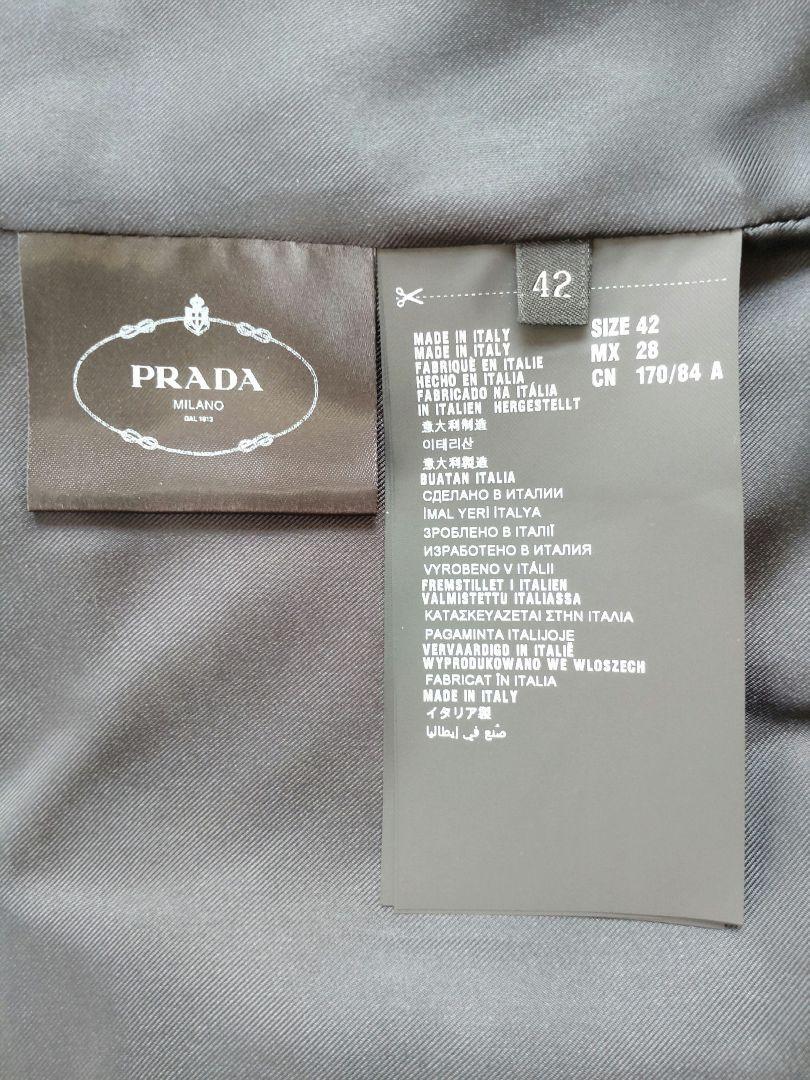 PRADA
MILANO
DAL 1913
42
MADE IN ITALY
MADE IN ITALY
FABRIQUÉ EN ITALIE
HECHO EN ITALIA
FABRICADO NA ITÁLIA
IN ITALIEN HERGESTELLT
意大利制造
이태리산
意大利製造
BUATAN ITALIA
СДЕЛАНО В ИТАЛИИ
İMAL YERİ İTALYA
ЗРОБЛЕНО В ІТАЛІЇ
ИЗРАБОТЕНО В ИТАЛИЯ
VYROBENO V ITÁLII
FREMSTILLET I ITALIEN
VALMISTETTU ITALIASSA
ΚΑΤΑΣΚΕΥΑΖΕΤΑΙ ΣΤΗΝ ΙΤΑΛΙΑ
PAGAMINTA ITALIJOJE
VERVAARDIGD IN ITALIË
WYPRODUKOWANO WE WLOSZECH
FABRICAT ÎN ITALIA
MADE IN ITALY
イタリア製
صنع في إيطاليا
SIZE 42
MX 28
CN 170/84 A